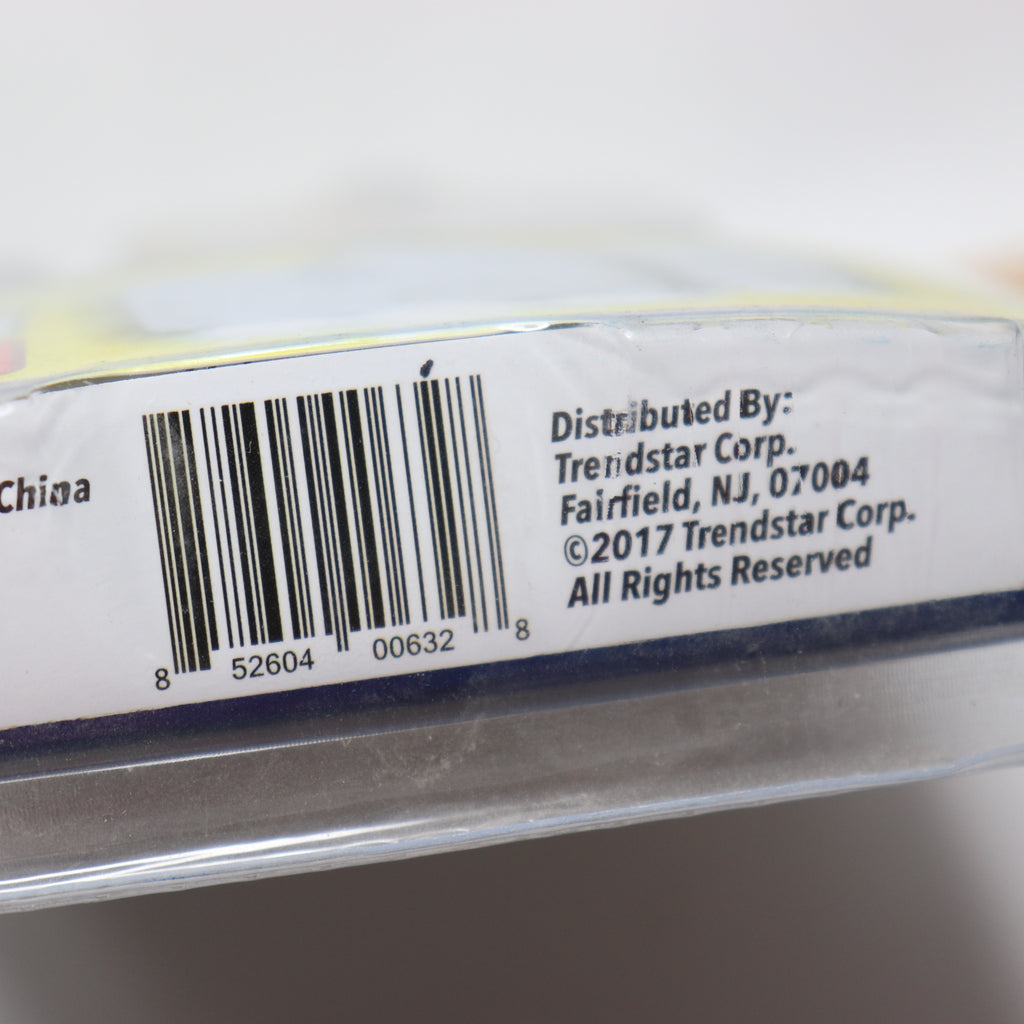 China
8 52604 00632 8
Distributed By:
Trendstar Corp.
Fairfield, NJ, 07004
©2017 Trendstar Corp.
All Rights Reserved